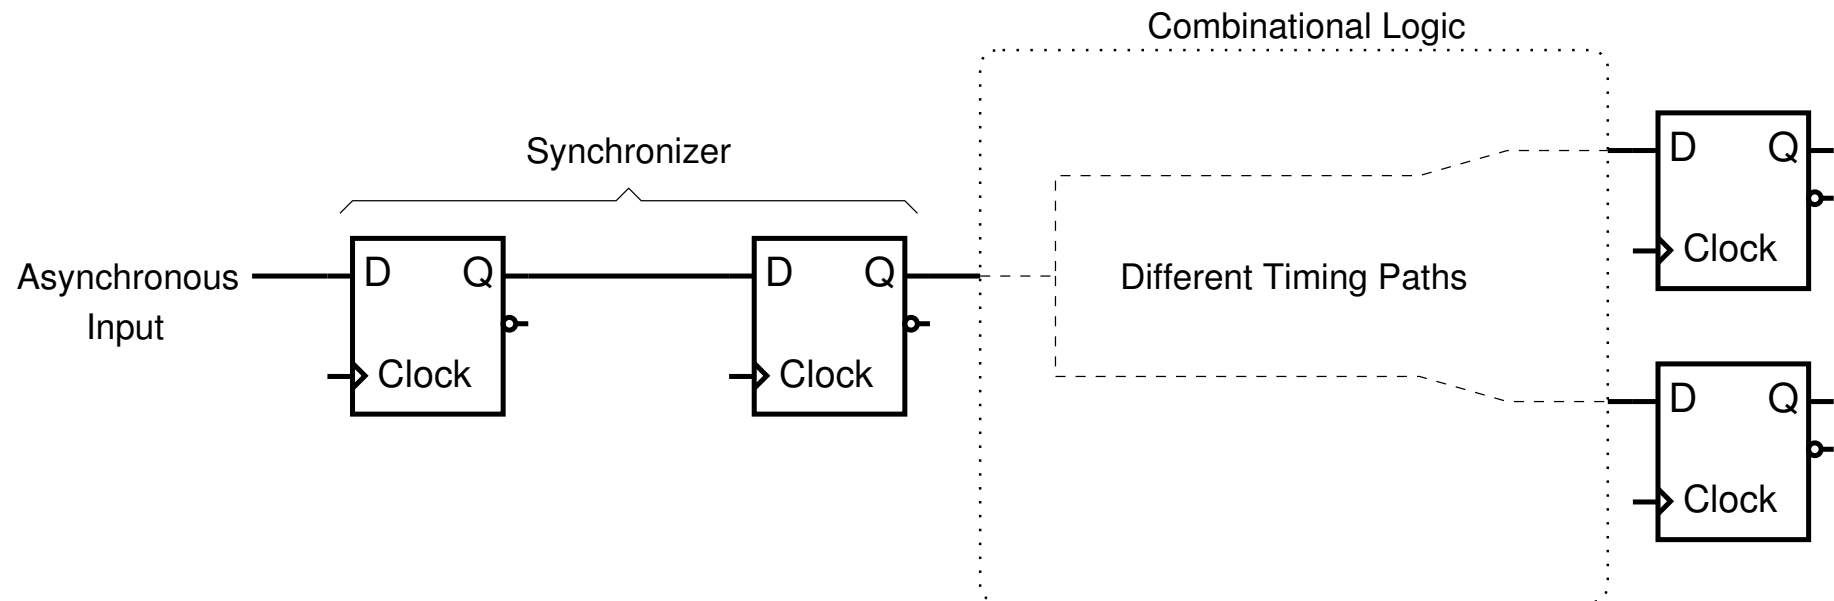 Combinational Logic
Synchronizer
Asynchronous
Input
D Q
Clock
D Q
Clock
Different Timing Paths
D Q
Clock
D Q
Clock